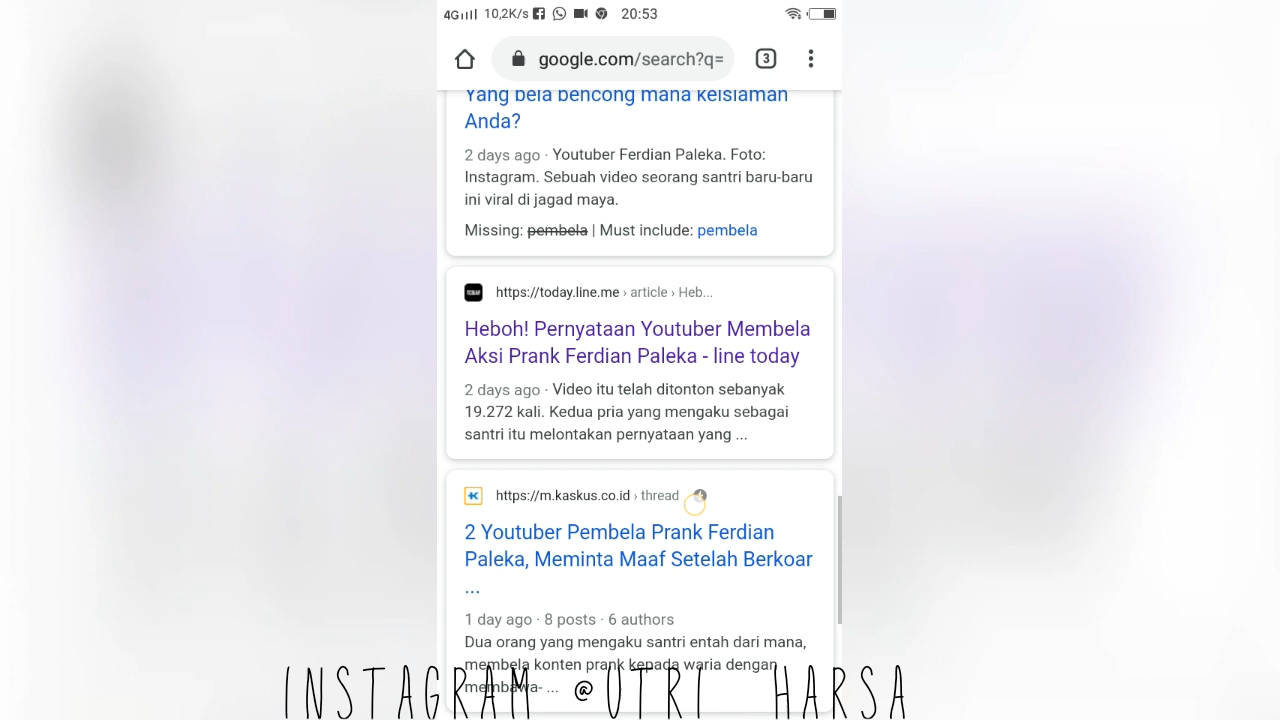 4G 10,2K/s 20:53
google.com/search?q= 3
Yang bela bencong mana keislaman
Anda?
2 days ago · Youtuber Ferdian Paleka. Foto:
Instagram. Sebuah video seorang santri baru-baru
ini viral di jagad maya.
Missing: pembela | Must include: pembela
TODAY https://today.line.me › article › Heb...
Heboh! Pernyataan Youtuber Membela
Aksi Prank Ferdian Paleka - line today
2 days ago · Video itu telah ditonton sebanyak
19.272 kali. Kedua pria yang mengaku sebagai
santri itu melontakan pernyataan yang ...
https://m.kaskus.co.id › thread
2 Youtuber Pembela Prank Ferdian
Paleka, Meminta Maaf Setelah Berkoar
...
1 day ago · 8 posts · 6 authors
Dua orang yang mengaku santri entah dari mana,
membela konten prank kepada waria dengan
membawa- ...
INSTAGRAM @UTRI HARSA